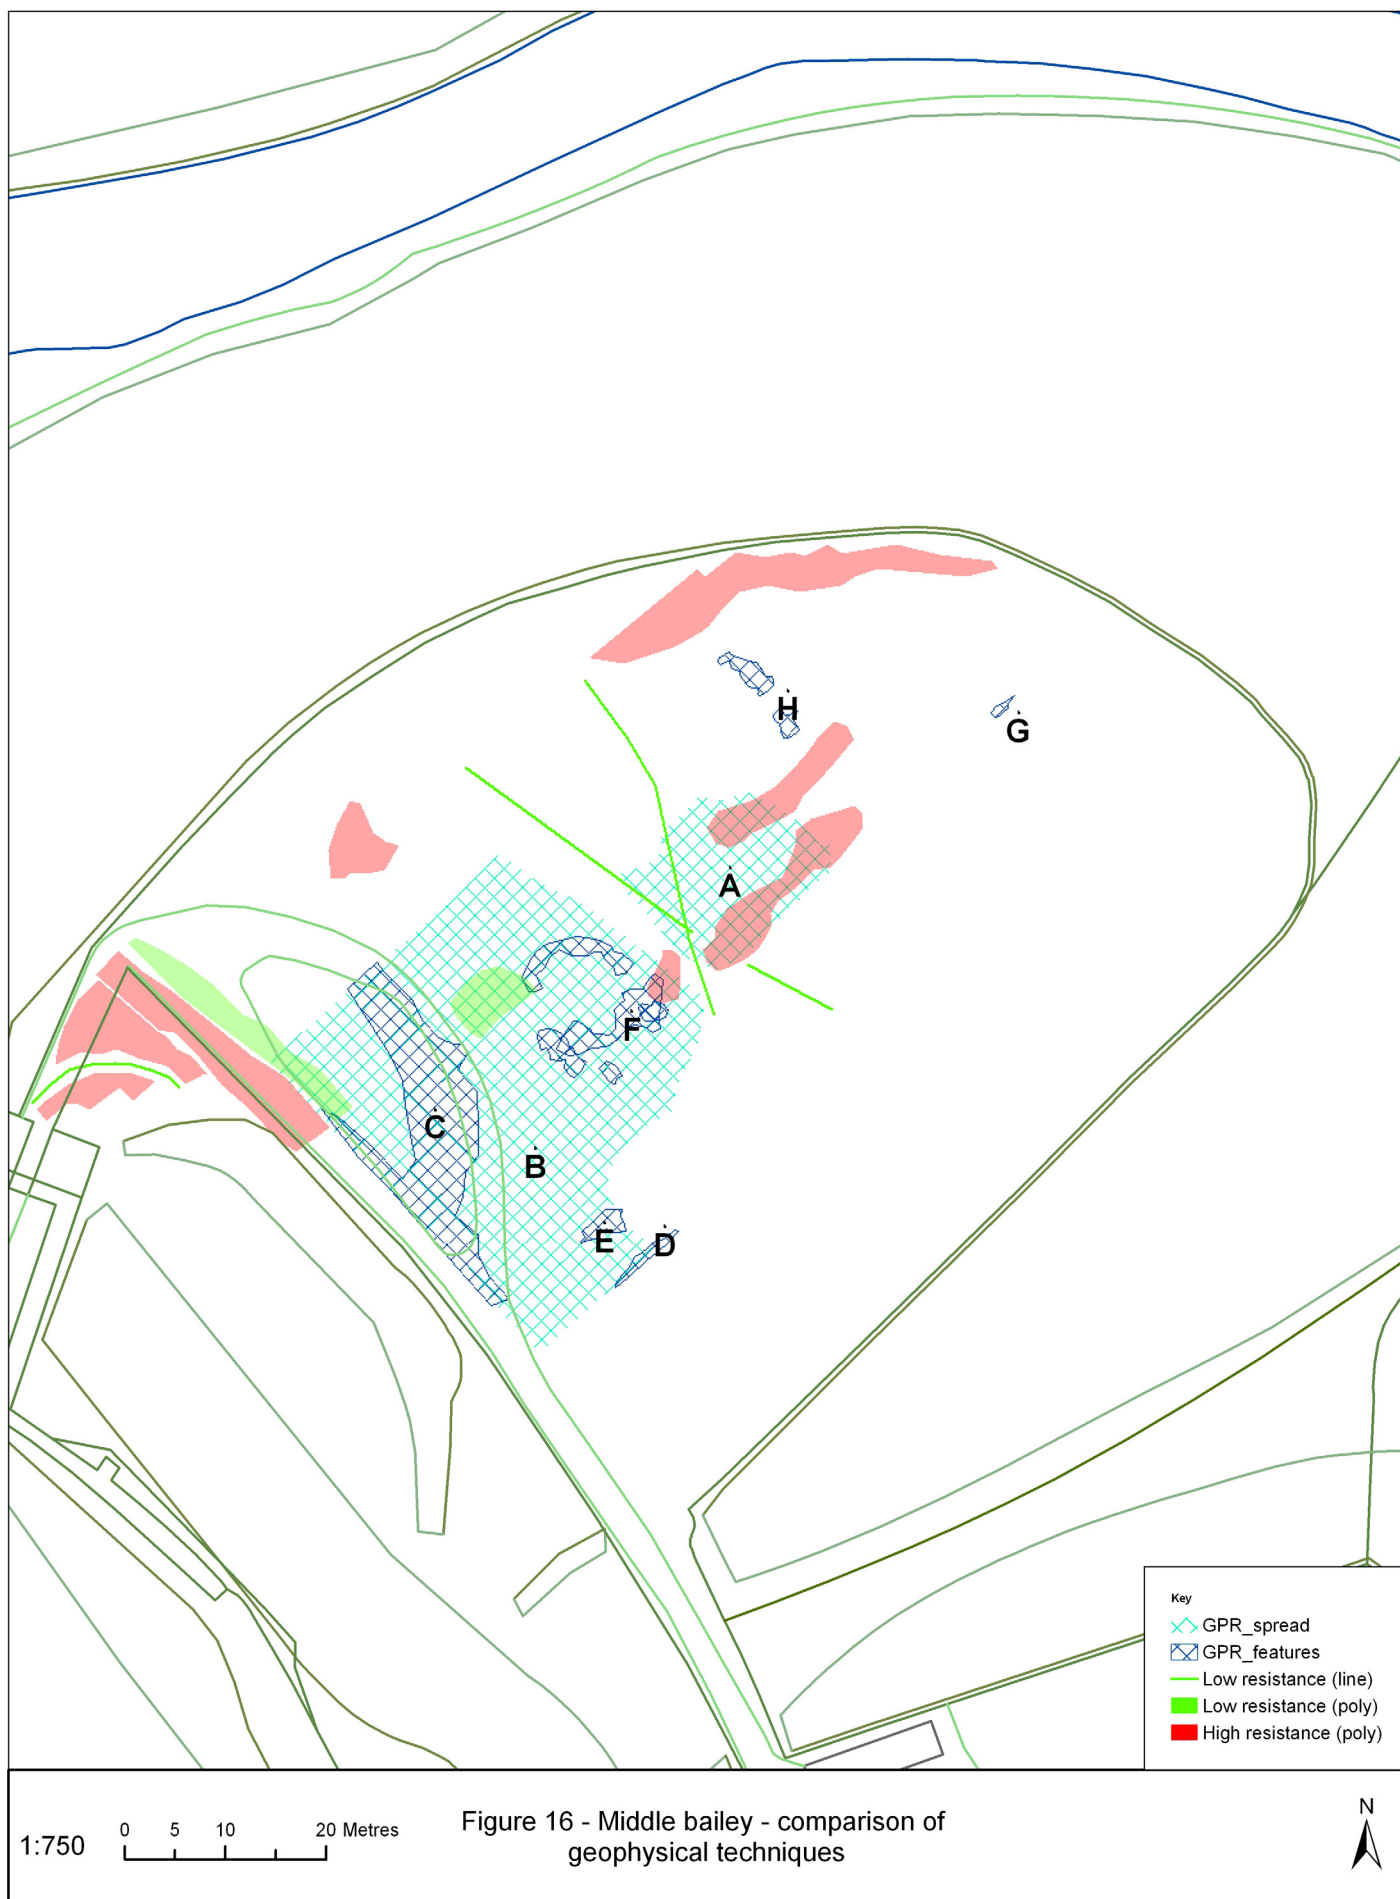 H
G
A
F
C
B
E
D
Key
GPR_spread
GPR_features
Low resistance (line)
Low resistance (poly)
High resistance (poly)
1:750
0 5 10 20 Metres
Figure 16 - Middle bailey - comparison of
geophysical techniques
N